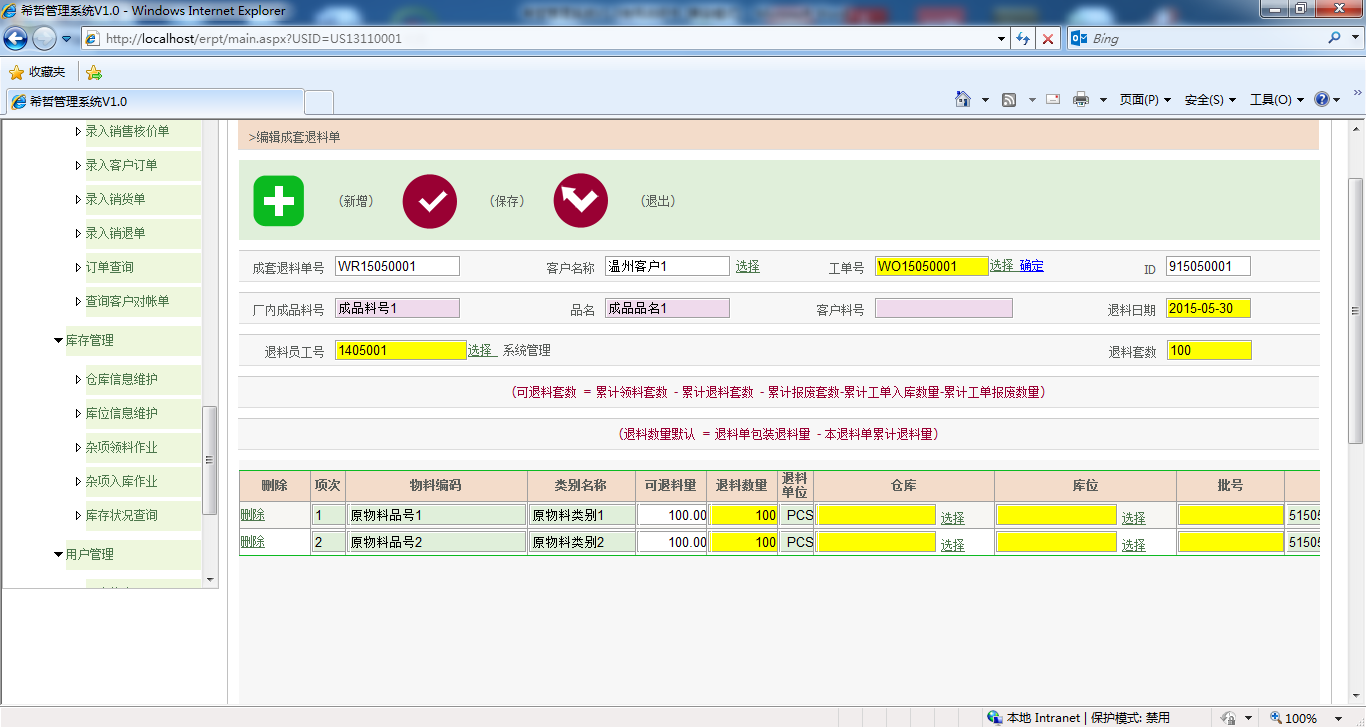 希哲管理系统V1.0 - Windows Internet Explorer
http://localhost/erpt/main.aspx?USID=US13110001
Bing
收藏夹
希哲管理系统V1.0
页面(P) 安全(S) 工具(O)
录入销售核价单
录入客户订单
录入销货单
录入销退单
订单查询
查询客户对帐单
库存管理
仓库信息维护
库位信息维护
杂项领料作业
杂项入库作业
库存状况查询
用户管理
>编辑成套退料单
（新增） （保存） （退出）
成套退料单号 WR15050001 客户名称 温州客户1 选择 工单号 WO15050001 选择 确定 ID 915050001
厂内成品料号 成品料号1 品名 成品品名1 客户料号 退料日期 2015-05-30
退料员工号 1405001 选择 系统管理 退料套数 100
（可退料套数 = 累计领料套数 - 累计退料套数 - 累计报废套数-累计工单入库数量-累计工单报废数量）
（退料数量默认 = 退料单包装退料量 - 本退料单累计退料量）
删除 项次 物料编码 类别名称 可退料量 退料数量 退料单位 仓库 库位 批号
删除 1 原物料品号1 原物料类别1 100.00 100 PCS 选择 选择 5150
删除 2 原物料品号2 原物料类别2 100.00 100 PCS 选择 选择 5150
本地 Intranet | 保护模式: 禁用 100%